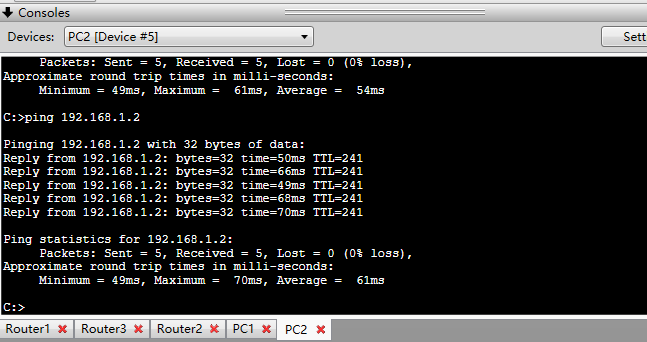 Consoles
Devices: PC2 [Device #5] Sett
Packets: Sent = 5, Received = 5, Lost = 0 (0% loss),
Approximate round trip times in milli-seconds:
Minimum = 49ms, Maximum =  61ms, Average =  54ms
C:>ping 192.168.1.2
Pinging 192.168.1.2 with 32 bytes of data:
Reply from 192.168.1.2: bytes=32 time=50ms TTL=241
Reply from 192.168.1.2: bytes=32 time=66ms TTL=241
Reply from 192.168.1.2: bytes=32 time=49ms TTL=241
Reply from 192.168.1.2: bytes=32 time=68ms TTL=241
Reply from 192.168.1.2: bytes=32 time=70ms TTL=241
Ping statistics for 192.168.1.2:
Packets: Sent = 5, Received = 5, Lost = 0 (0% loss),
Approximate round trip times in milli-seconds:
Minimum = 49ms, Maximum =  70ms, Average =  61ms
C:>
Router1 Router3 Router2 PC1 PC2